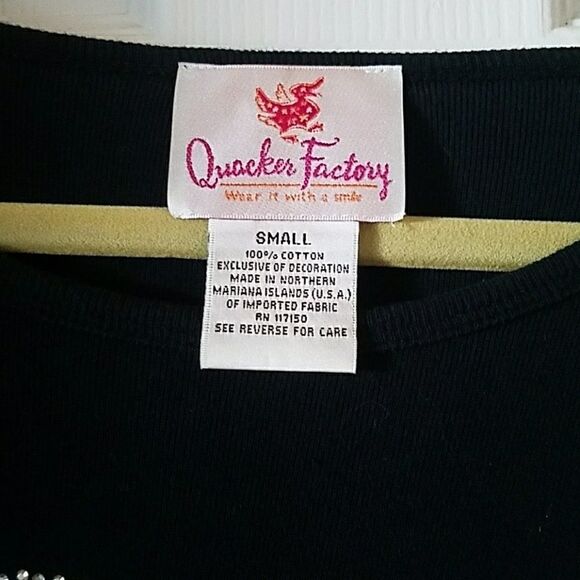 Quacker Factory
Wear it with a smile
SMALL
100% COTTON
EXCLUSIVE OF DECORATION
MADE IN NORTHERN
MARIANA ISLANDS (U.S.A.)
OF IMPORTED FABRIC
RN 117150
SEE REVERSE FOR CARE